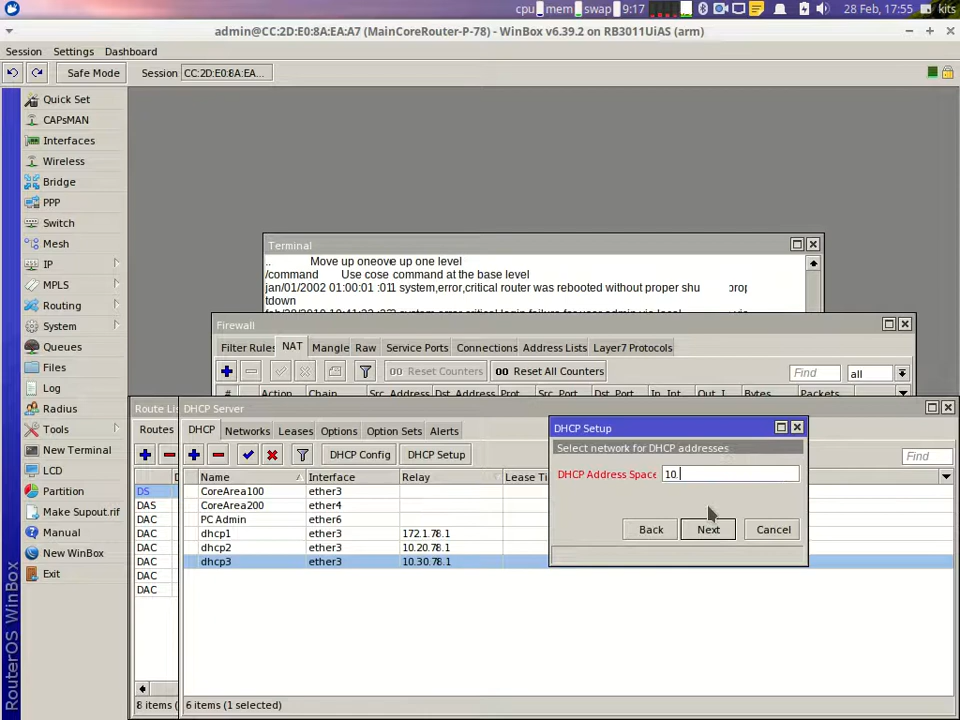 cpu mem swap 9:17 28 Feb, 17:55 kits
admin@CC:2D:E0:8A:EA:A7 (MainCoreRouter-P-78) - WinBox v6.39.2 on RB3011UiAS (arm)
Session Settings Dashboard
Safe Mode Session: CC:2D:E0:8A:EA...
Quick Set
CAPsMAN
Interfaces
Wireless
Bridge
PPP
Switch
Mesh
IP
MPLS
Routing
System
Queues
Files
Log
Radius
Tools
New Terminal
LCD
Partition
Make Supout.rif
Manual
New WinBox
Exit
RouterOS WinBox
Terminal
.. Move up oneove up one level
/command Use cose command at the base level
jan/01/2002 01:00:01 :011 system,error,critical router was rebooted without proper shu prop
tdown
Firewall
Filter Rules NAT Mangle Raw Service Ports Connections Address Lists Layer7 Protocols
00 Reset Counters 00 Reset All Counters Find all
# Action Chain Src. Address Dst. Address Prot... Src. Port Dst. Port In. Int... Out. I... Bytes Packets
Route Lis
Routes
DS
DAS
DAC
DAC
DAC
DAC
DAC
DAC
8 items (
DHCP Server
DHCP Networks Leases Options Option Sets Alerts
DHCP Config DHCP Setup Find
Name Interface Relay Lease Ti
CoreArea100 ether3
CoreArea200 ether4
PC Admin ether6
dhcp1 ether3 172.1.78.1
dhcp2 ether3 10.20.78.1
dhcp3 ether3 10.30.78.1
6 items (1 selected)
DHCP Setup
Select network for DHCP addresses
DHCP Address Space 10.
Back Next Cancel